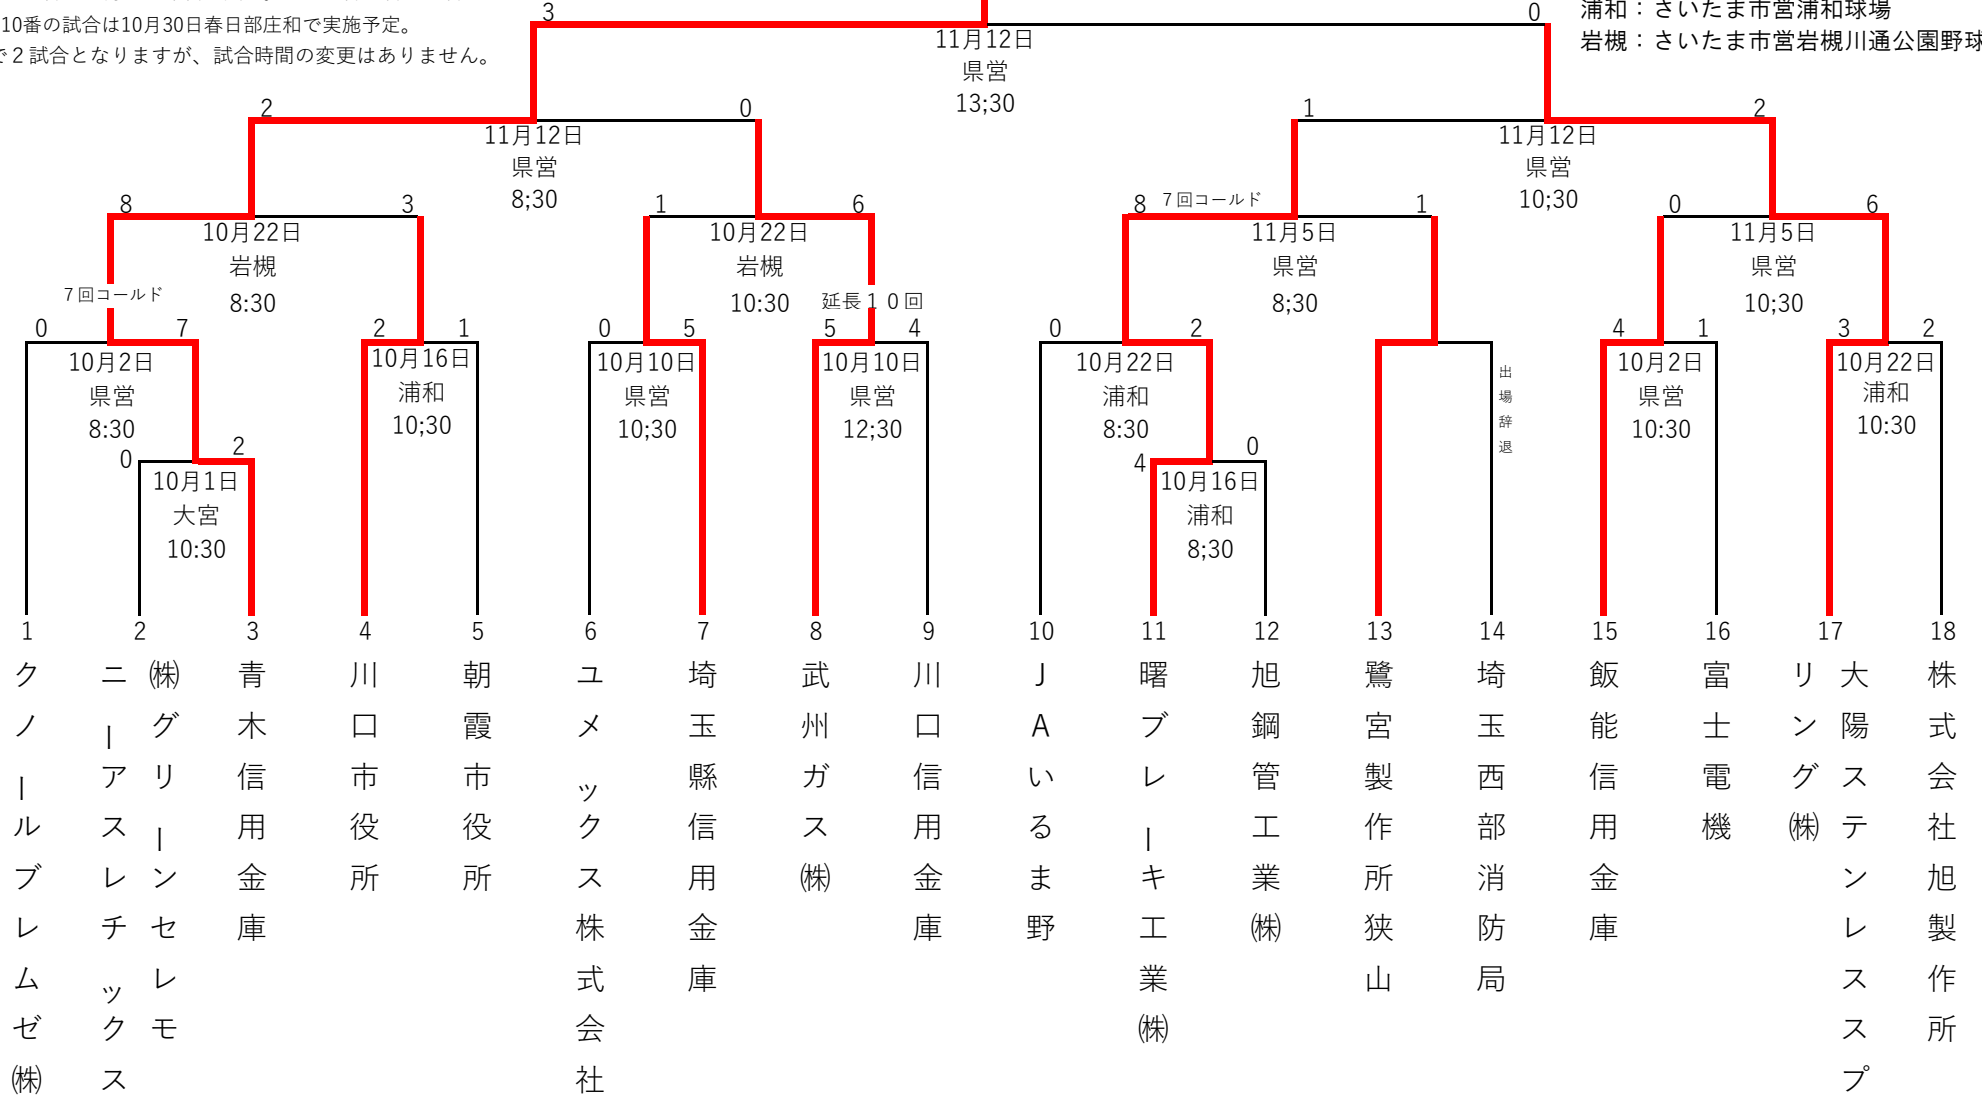 10番の試合は10月30日春日部庄和で実施予定。
で２試合となりますが、試合時間の変更はありません。
浦和：さいたま市営浦和球場
岩槻：さいたま市営岩槻川通公園野球
3
0
11月12日
県営
13;30
2
0
11月12日
県営
8;30
1
2
11月12日
県営
10;30
8
3
10月22日
岩槻
8:30
1
6
10月22日
岩槻
10:30
8
７回コールド
1
11月5日
県営
8;30
0
6
11月5日
県営
10;30
７回コールド
0
7
10月2日
県営
8:30
2
1
10月16日
浦和
10;30
0
5
10月10日
県営
10;30
延長１０回
5
4
10月10日
県営
12;30
0
2
10月22日
浦和
8:30
出場辞退
4
1
10月2日
県営
10:30
3
2
10月22日
浦和
10:30
0
2
10月1日
大宮
10:30
4
0
10月16日
浦和
8;30
1
2
3
4
5
6
7
8
9
10
11
12
13
14
15
16
17
18
クノールブレムゼ㈱
㈱グリーンセレモ
ニーアスレチックス
青木信用金庫
川口市役所
朝霞市役所
ユメックス株式会社
埼玉縣信用金庫
武州ガス㈱
川口信用金庫
ＪＡいるま野
曙ブレーキ工業㈱
旭鋼管工業㈱
鷺宮製作所狭山
埼玉西部消防局
飯能信用金庫
富士電機
大陽ステンレススプ
リング㈱
株式会社旭製作所